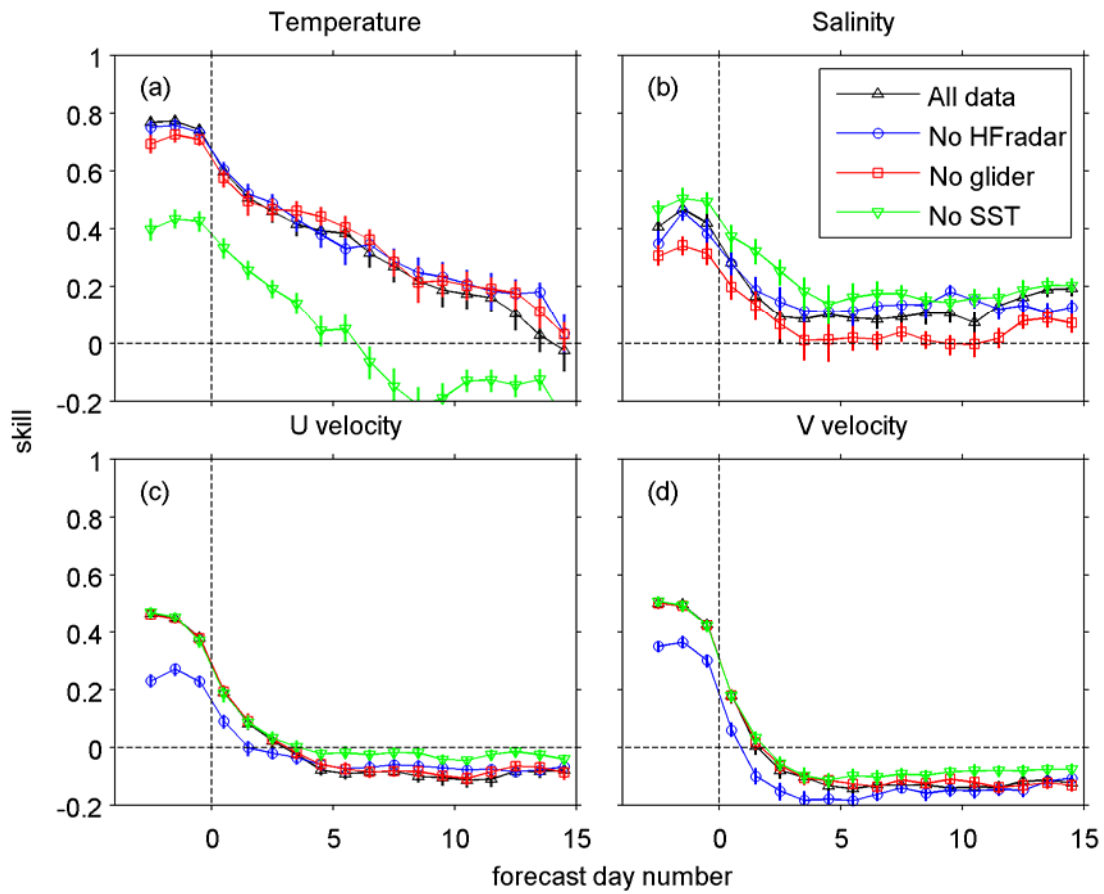 Temperature
Salinity
1
0.8
0.6
0.4
0.2
0
-0.2
(a)
(b)
All data
No HFradar
No glider
No SST
skill
U velocity
V velocity
1
0.8
0.6
0.4
0.2
0
-0.2
(c)
(d)
0 5 10 15
0 5 10 15
forecast day number